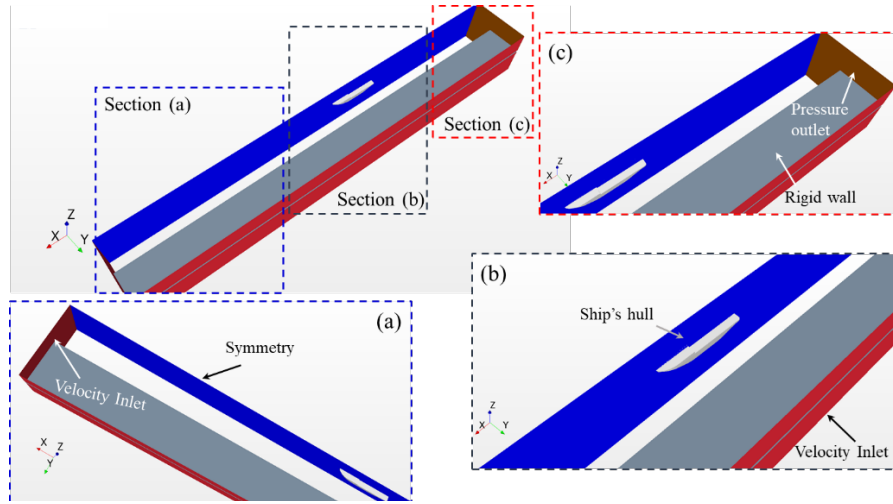 Section (a)
Section (b)
Section (c)
X
Z
Y
(c)
Pressure
outlet
Rigid wall
Z
X
Y
(a)
Symmetry
Velocity Inlet
X
Z
Y
(b)
Ship's hull
Z
X
Y
Velocity Inlet